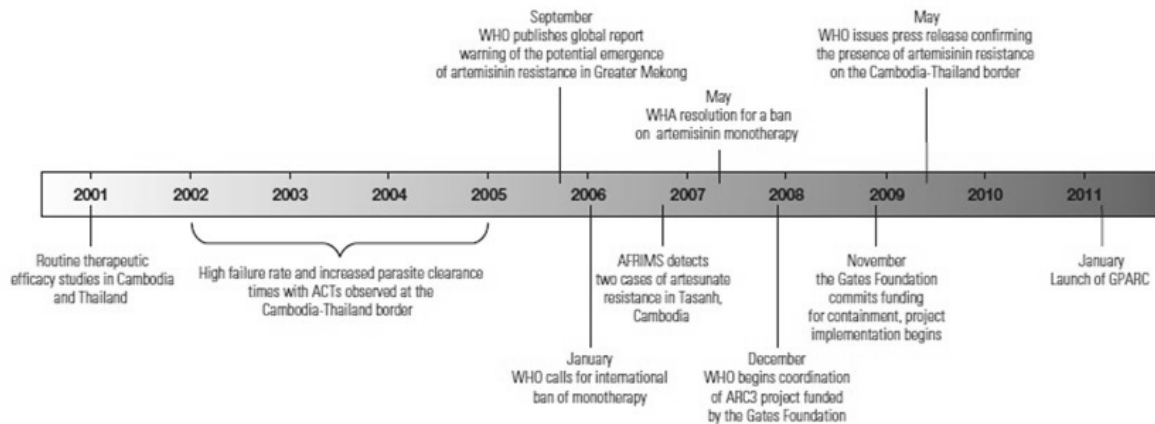 September
WHO publishes global report
warning of the potential emergence
of artemisinin resistance in Greater Mekong
May
WHA resolution for a ban
on artemisinin monotherapy
May
WHO issues press release confirming
the presence of artemisinin resistance
on the Cambodia-Thailand border
2001 2002 2003 2004 2005 2006 2007 2008 2009 2010 2011
Routine therapeutic
efficacy studies in Cambodia
and Thailand
High failure rate and increased parasite clearance
times with ACTs observed at the
Cambodia-Thailand border
January
WHO calls for international
ban of monotherapy
AFRIMS detects
two cases of artesunate
resistance in Tasanh,
Cambodia
December
WHO begins coordination
of ARC3 project funded
by the Gates Foundation
November
the Gates Foundation
commits funding
for containment, project
implementation begins
January
Launch of GPARC